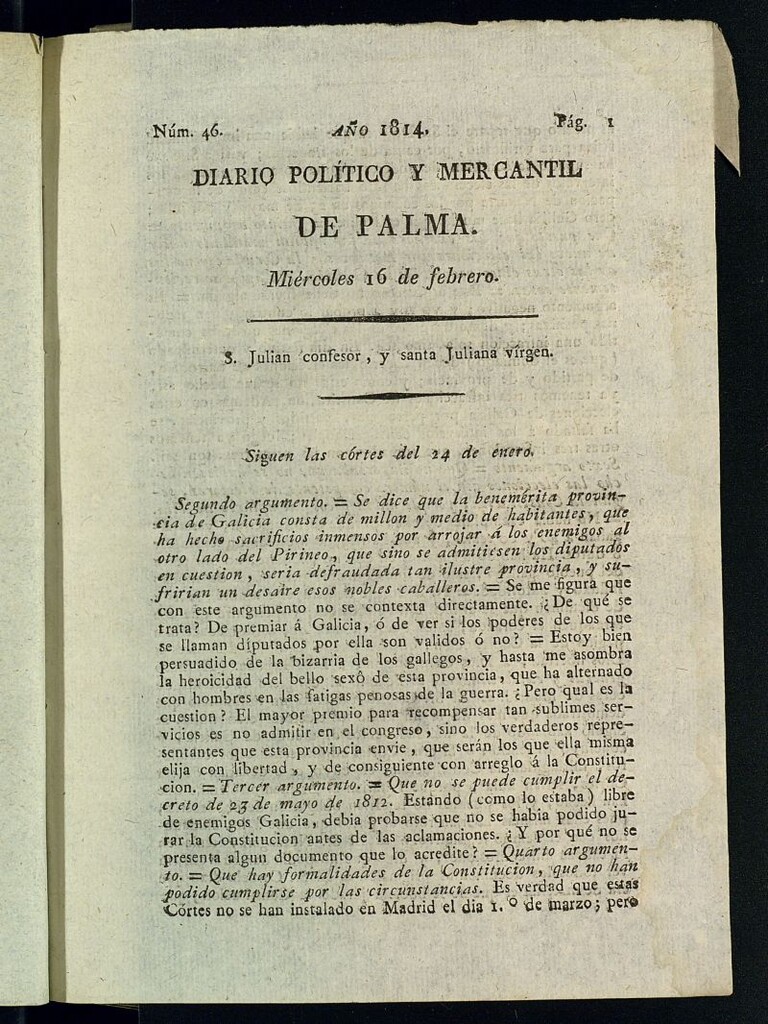 Núm. 46. AÑO 1814. Pág. 1
DIARIO POLÍTICO Y MERCANTIL
DE PALMA.
Miércoles 16 de febrero.
S. Julian confesor, y santa Juliana vírgen.
Siguen las córtes del 24 de enero.
Segundo argumento. = Se dice que la benemérita provin-
cia de Galicia consta de millon y medio de habitantes, que
ha hecho sacrificios inmensos por arrojar á los enemigos al
otro lado del Pirineo, que sino se admitiesen los diputados
en cuestion, seria defraudada tan ilustre provincia, y su-
fririan un desaire esos nobles caballeros. = Se me figura que
con este argumento no se contexta directamente. ¿De qué se
trata? De premiar á Galicia, ó de ver si los poderes de los que
se llaman diputados por ella son validos ó no? = Estoy bien
persuadido de la bizarria de los gallegos, y hasta me asombra
la heroicidad del bello sexô de esta provincia, que ha alternado
con hombres en las fatigas penosas de la guerra. ¿Pero qual es la
cuestion? El mayor premio para recompensar tan sublimes ser-
vicios es no admitir en el congreso, sino los verdaderos repre-
sentantes que esta provincia envie, que serán los que ella misma
elija con libertad, y de consiguiente con arreglo á la Constitu-
cion. = Tercer argumento. = Que no se puede cumplir el de-
creto de 23 de mayo de 1812. Estando (como lo estaba) libre
de enemigos Galicia, debia probarse que no se habia podido ju-
rar la Constitucion antes de las aclamaciones. ¿Y por qué no se
presenta algun documento que lo acredite? = Quarto argumen-
to. = Que hay formalidades de la Constitucion, que no han
podido cumplirse por las circunstancias. Es verdad que estas
Córtes no se han instalado en Madrid el dia 1.º de marzo; pero